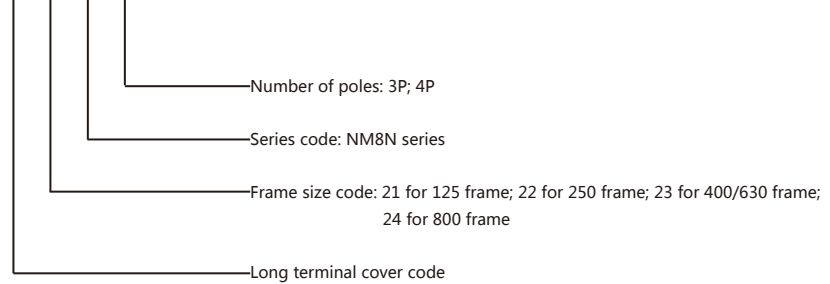 Number of poles: 3P; 4P
Series code: NM8N series
Frame size code: 21 for 125 frame; 22 for 250 frame; 23 for 400/630 frame;
24 for 800 frame
Long terminal cover code